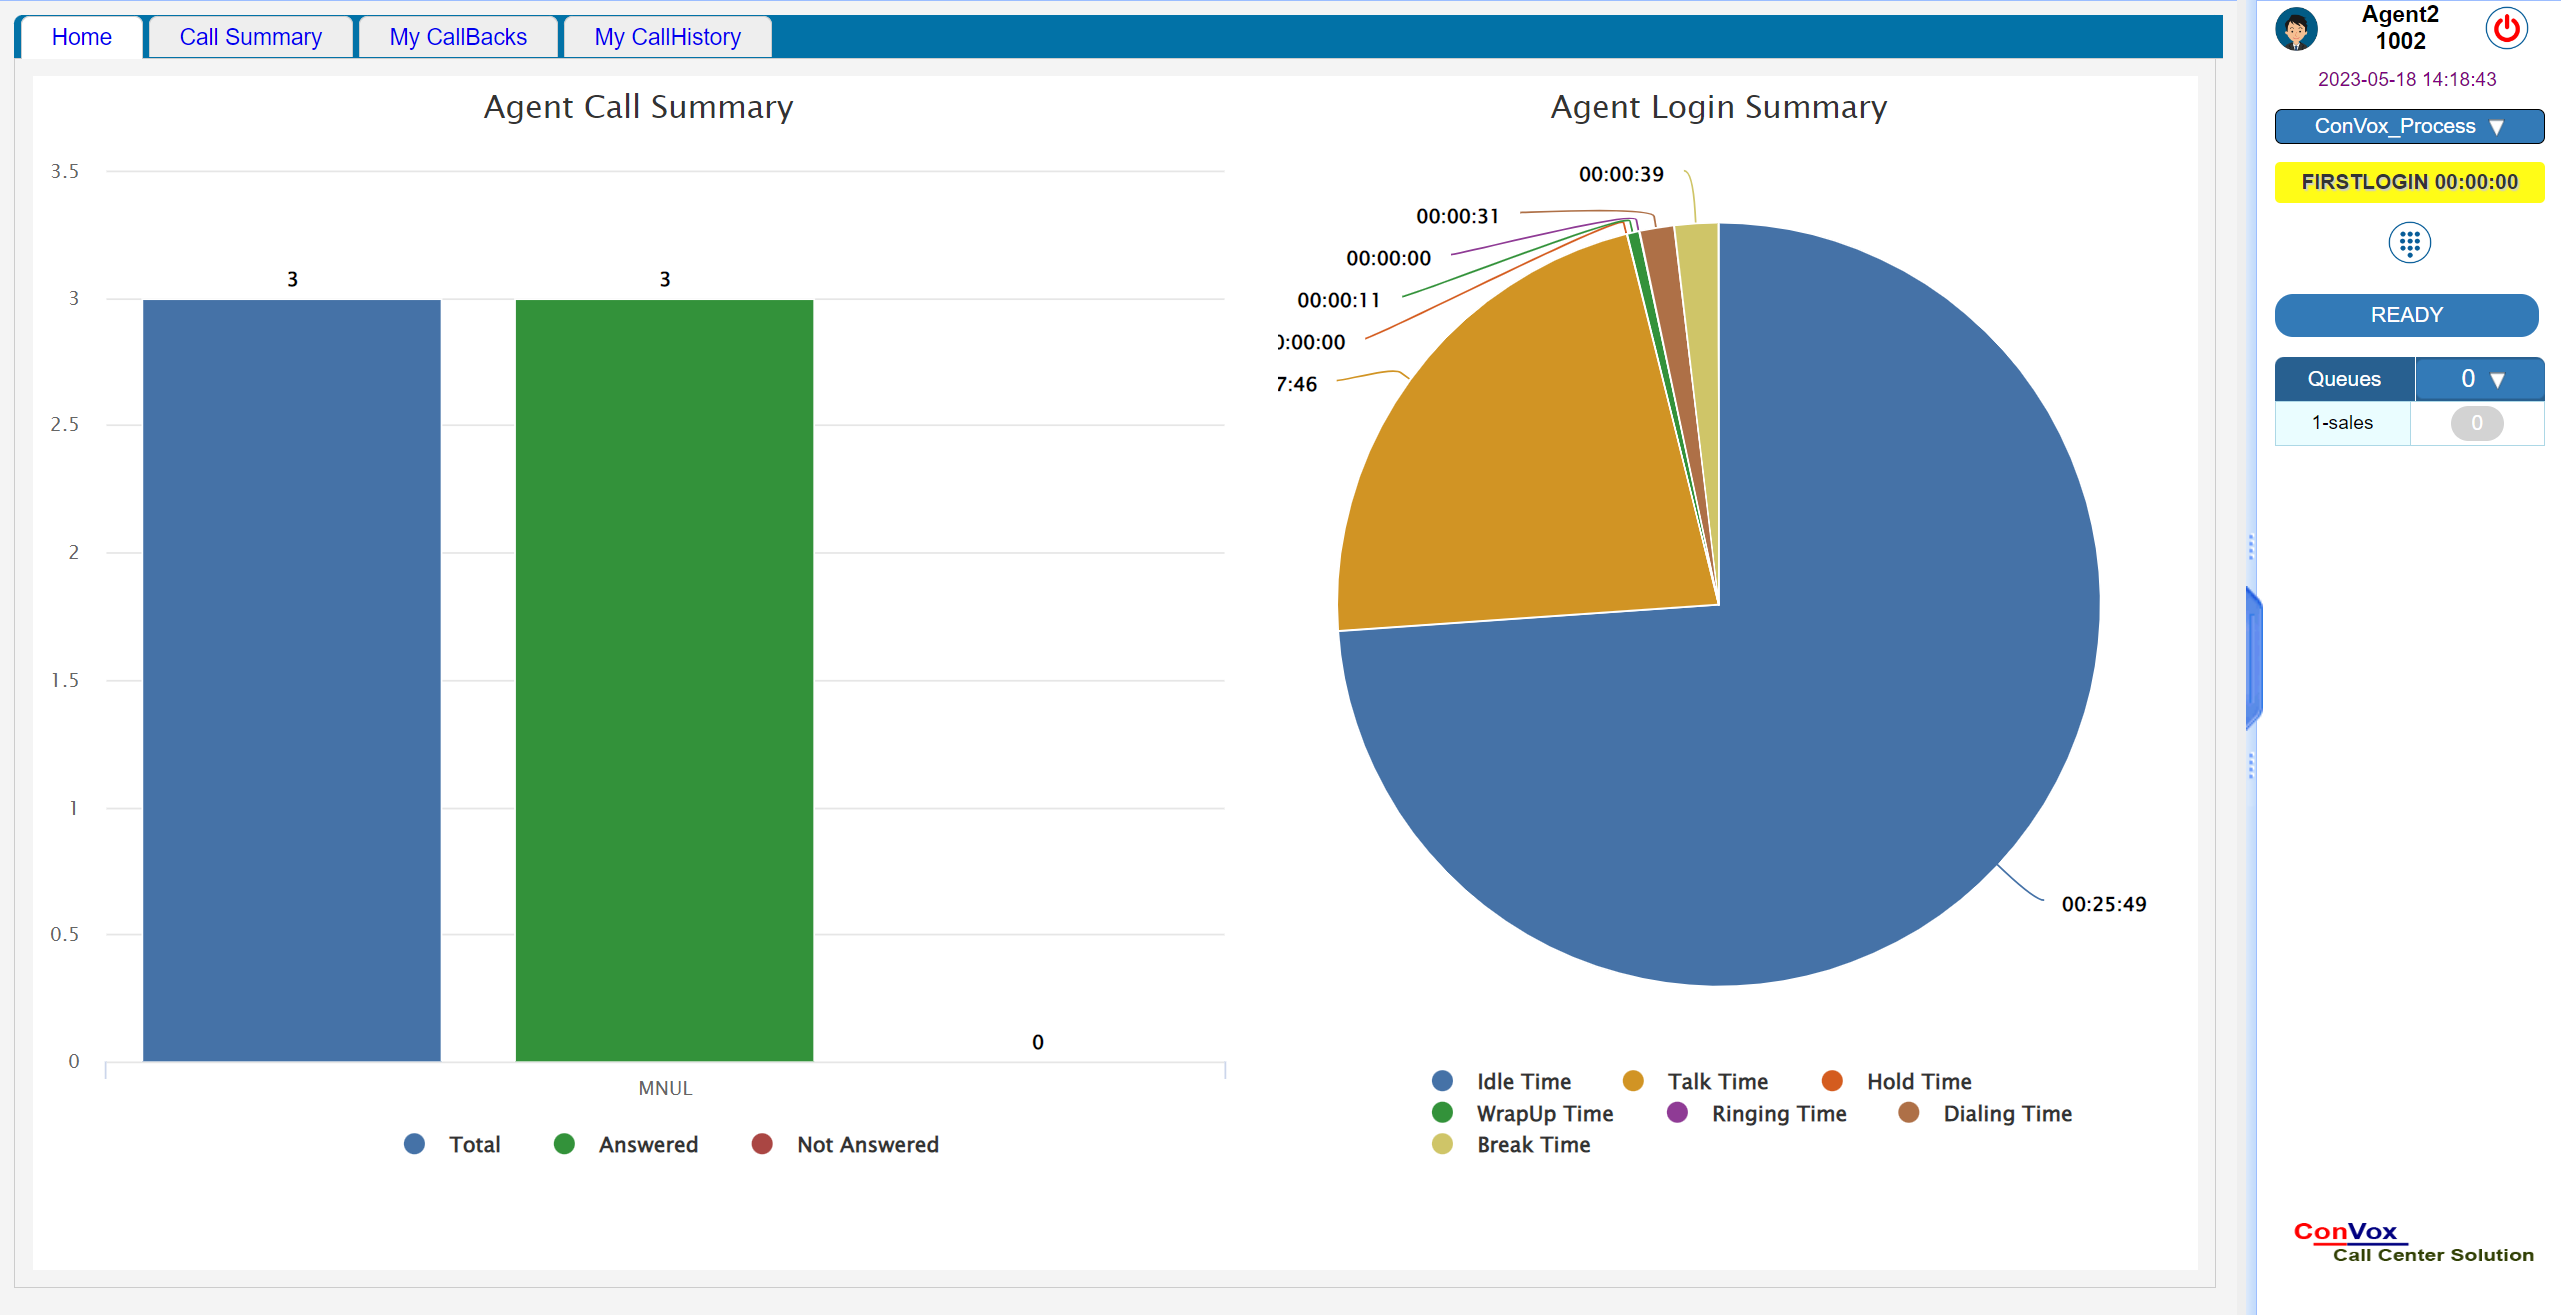 Home
Call Summary
My CallBacks
My CallHistory
Agent Call Summary
3.5
3
2.5
2
1.5
1
0.5
0
3
3
0
MNUL
Total
Answered
Not Answered
Agent Login Summary
00:00:39
00:00:31
00:00:00
00:00:11
0:00:00
7:46
00:25:49
Idle Time
Talk Time
Hold Time
WrapUp Time
Ringing Time
Dialing Time
Break Time
Agent2
1002
2023-05-18 14:18:43
ConVox_Process ▼
FIRSTLOGIN 00:00:00
READY
Queues 0 ▼
1-sales 0
ConVox
Call Center Solution